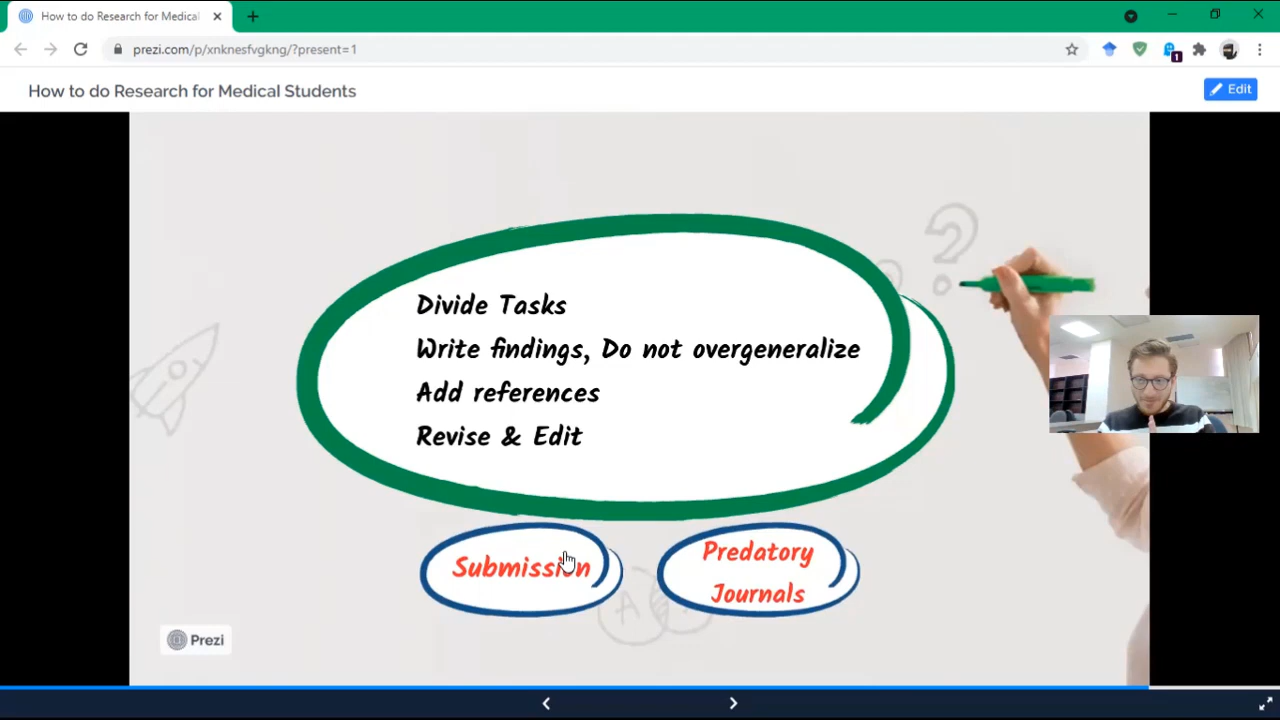 How to do Research for Medical
prezi.com/p/xnknesfvgkng/?present=1
1
How to do Research for Medical Students
Edit
Divide Tasks
Write findings, Do not overgeneralize
Add references
Revise & Edit
Submission
Predatory
Journals
A
Prezi